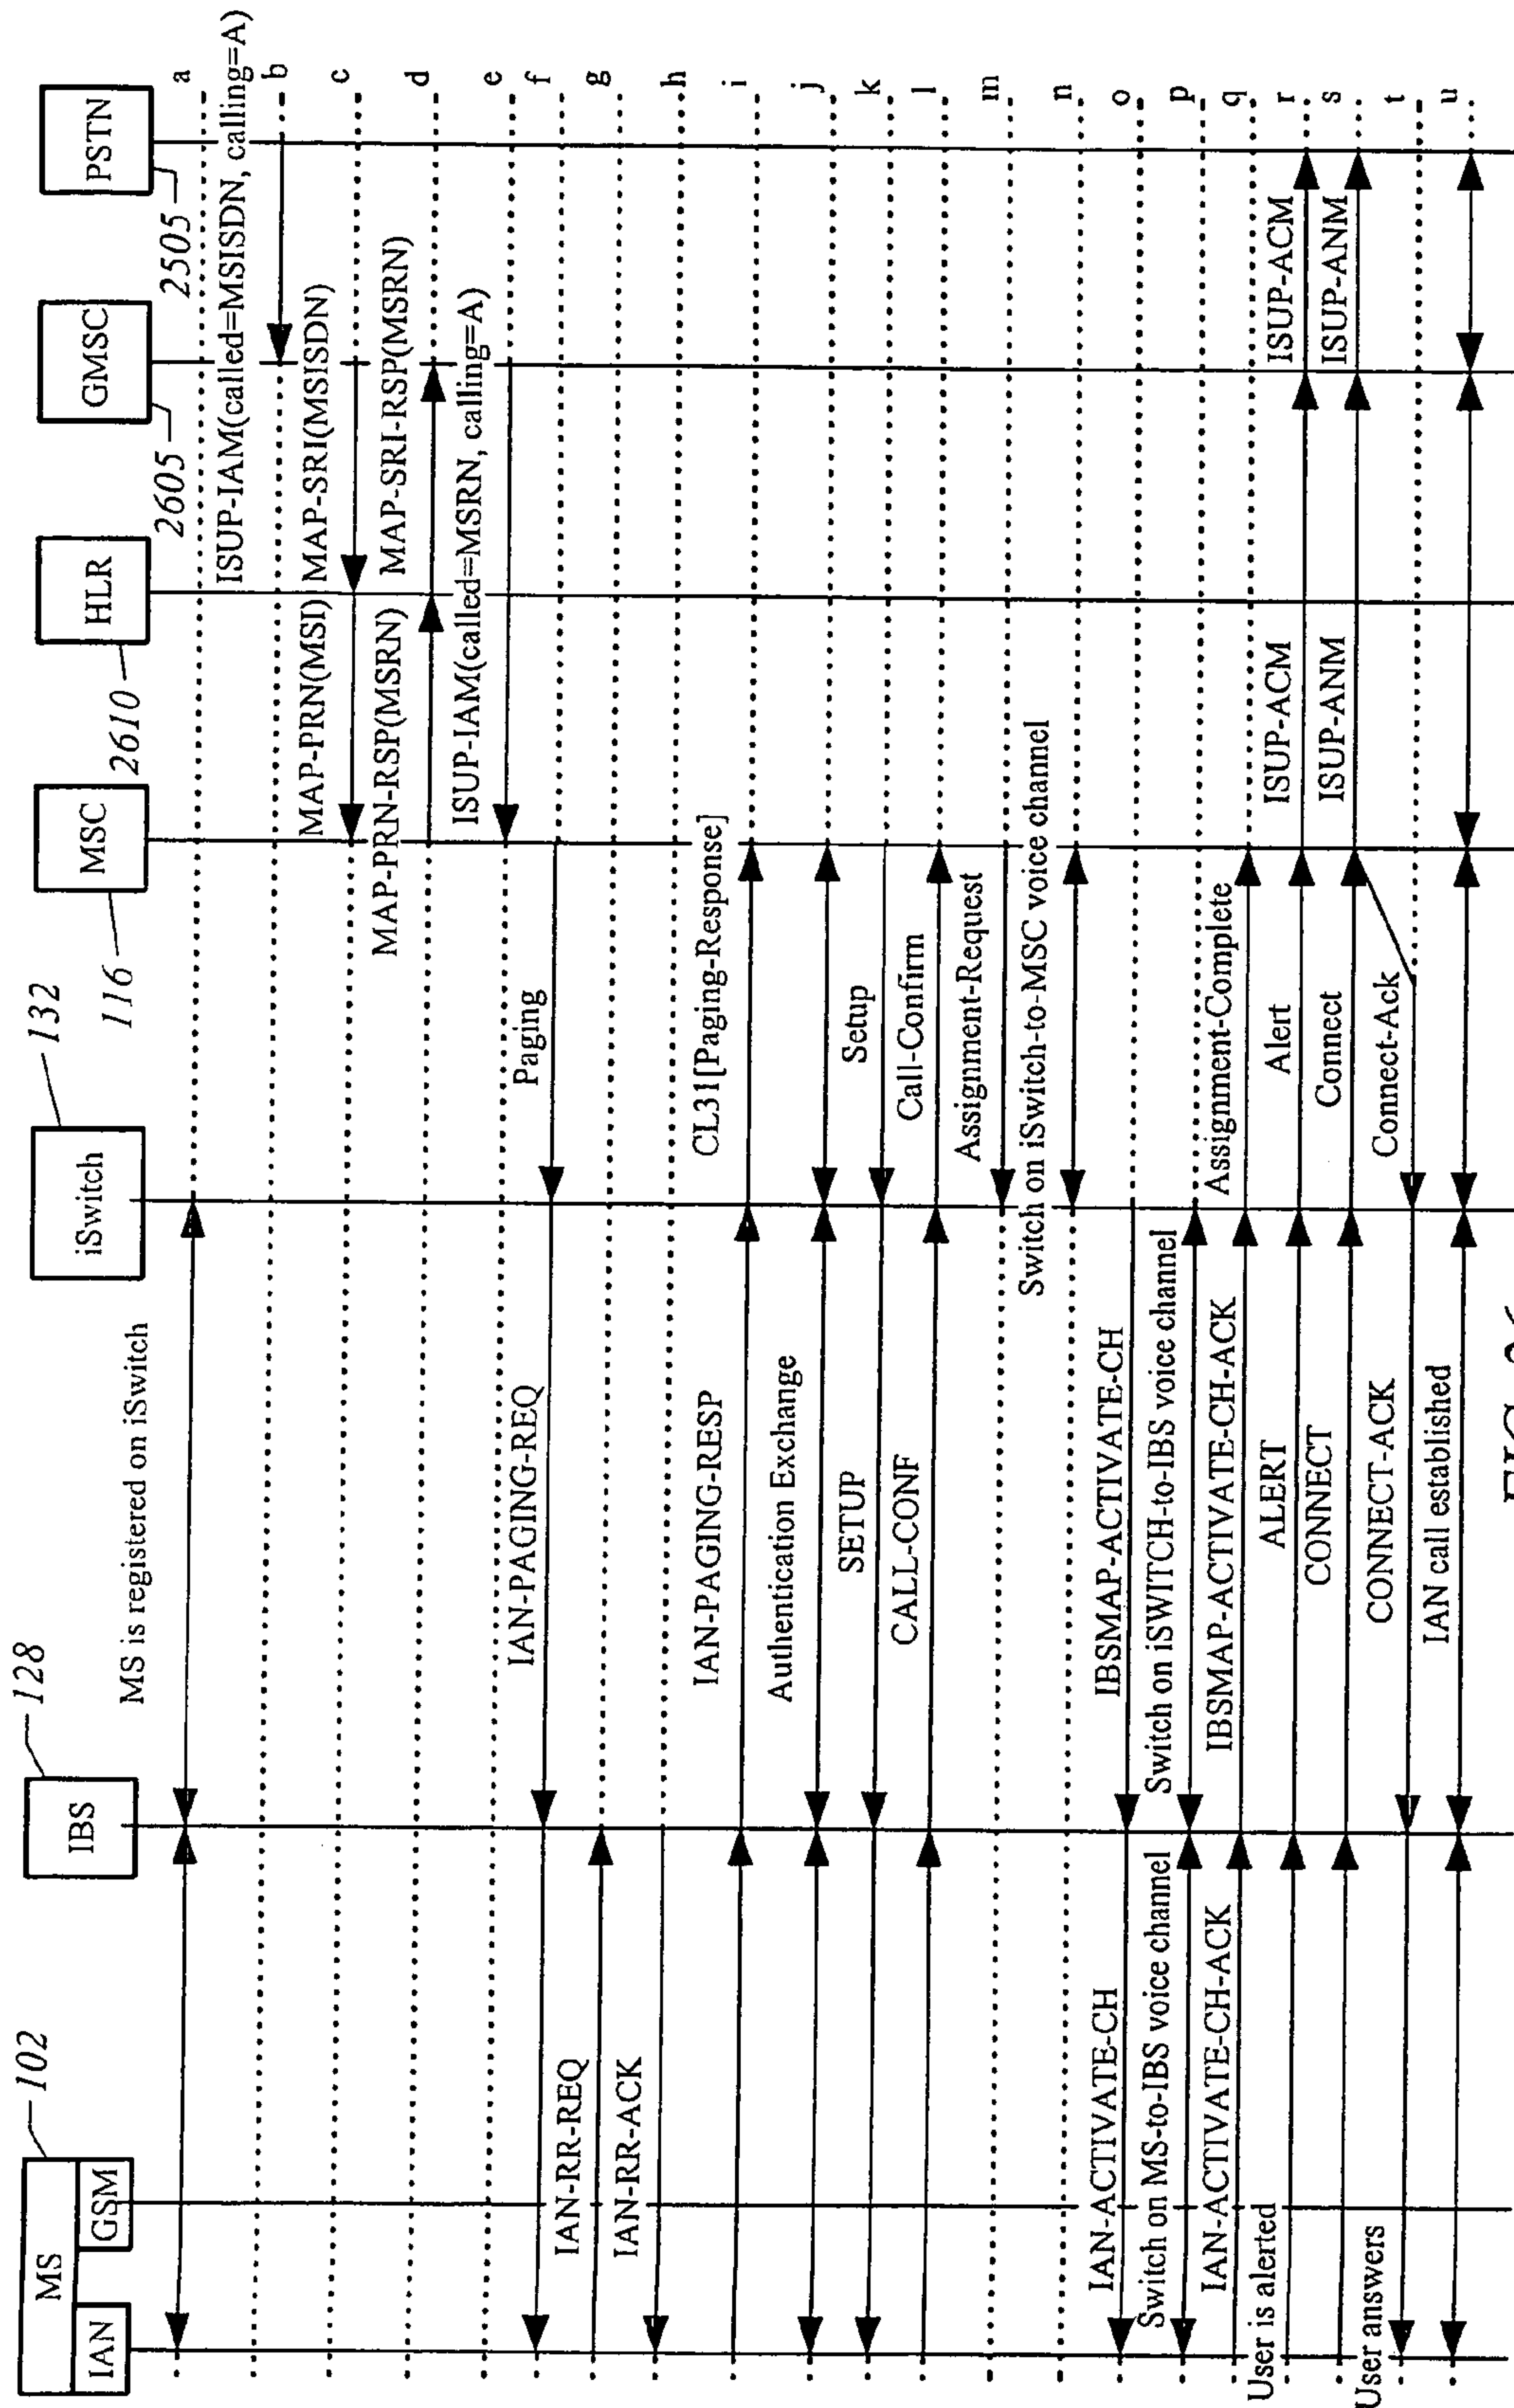 MS
102
IAN
GSM
IBS
128
iSwitch
132
MSC
116
HLR
2610
GMSC
2605
PSTN
2505
MS is registered on iSwitch
a
ISUP-IAM(called=MSISDN, calling=A)
b
MAP-PRN(MSI)
MAP-SRI(MSISDN)
c
MAP-PRN-RSP(MSRN)
MAP-SRI-RSP(MSRN)
d
ISUP-IAM(called=MSRN, calling=A)
e
IAN-PAGING-REQ
Paging
f
IAN-RR-REQ
g
IAN-RR-ACK
h
IAN-PAGING-RESP
CL31[Paging-Response]
i
Authentication Exchange
j
SETUP
Setup
k
CALL-CONF
Call-Confirm
l
Assignment-Request
m
Switch on iSwitch-to-MSC voice channel
n
IAN-ACTIVATE-CH
IBSMAP-ACTIVATE-CH
o
Switch on MS-to-IBS voice channel
Switch on iSWITCH-to-IBS voice channel
p
IAN-ACTIVATE-CH-ACK
IBSMAP-ACTIVATE-CH-ACK
Assignment-Complete
q
User is alerted
ALERT
Alert
ISUP-ACM
ISUP-ACM
r
CONNECT
Connect
ISUP-ANM
ISUP-ANM
s
User answers
CONNECT-ACK
Connect-Ack
t
IAN call established
u